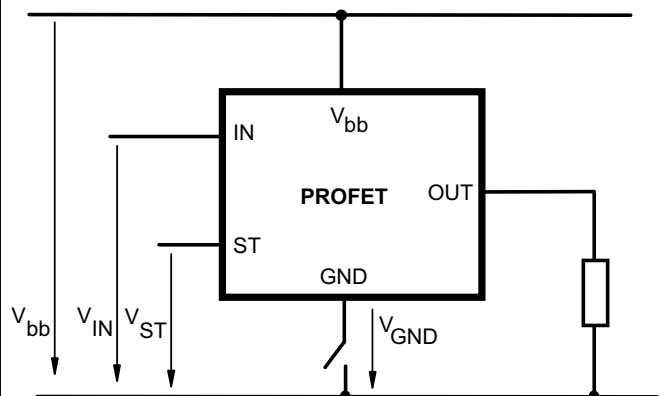 Vbb
IN
PROFET
OUT
ST
GND
Vbb
VIN
VST
VGND